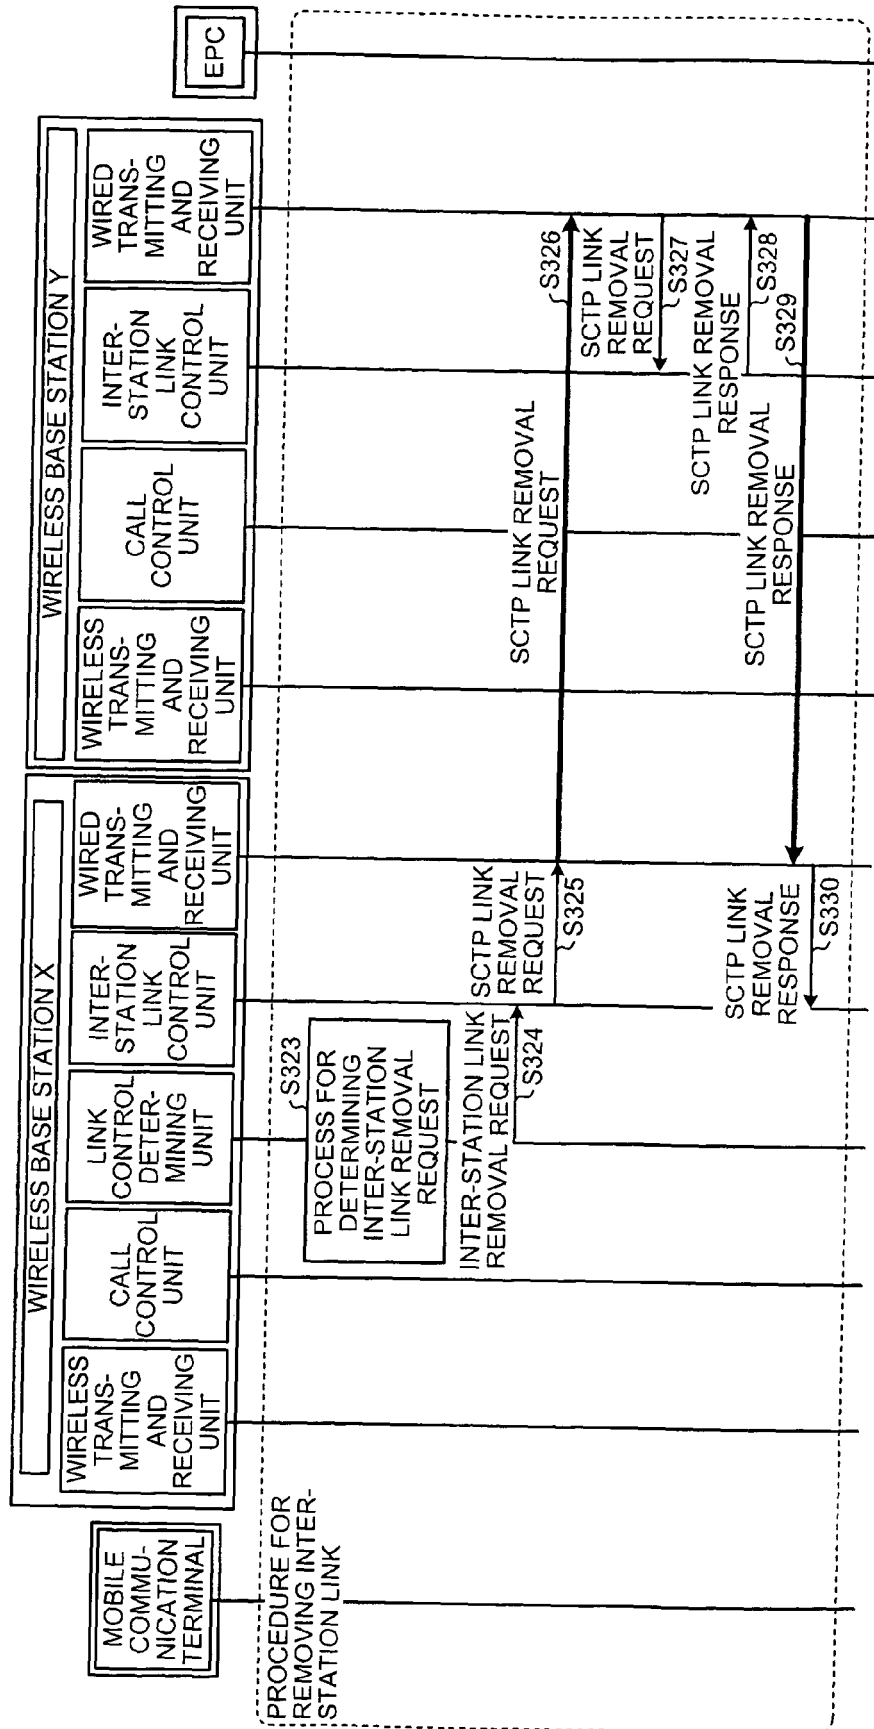 MOBILE
COMMU-
NICATION
TERMINAL
WIRELESS BASE STATION X
WIRELESS
TRANS-
MITTING
AND
RECEIVING
UNIT
CALL
CONTROL
UNIT
LINK
CONTROL
DETER-
MINING
UNIT
INTER-
STATION
LINK
CONTROL
UNIT
WIRED
TRANS-
MITTING
AND
RECEIVING
UNIT
WIRELESS BASE STATION Y
WIRELESS
TRANS-
MITTING
AND
RECEIVING
UNIT
CALL
CONTROL
UNIT
INTER-
STATION
LINK
CONTROL
UNIT
WIRED
TRANS-
MITTING
AND
RECEIVING
UNIT
EPC
PROCEDURE FOR
REMOVING INTER-
STATION LINK
S323
PROCESS FOR
DETERMINING
INTER-STATION
LINK REMOVAL
REQUEST
INTER-STATION LINK
REMOVAL REQUEST
S324
SCTP LINK
REMOVAL
REQUEST
S325
SCTP LINK REMOVAL
REQUEST
S326
SCTP LINK
REMOVAL
REQUEST
S327
SCTP LINK REMOVAL
RESPONSE
S328
SCTP LINK REMOVAL
RESPONSE
S329
SCTP LINK
REMOVAL
RESPONSE
S330